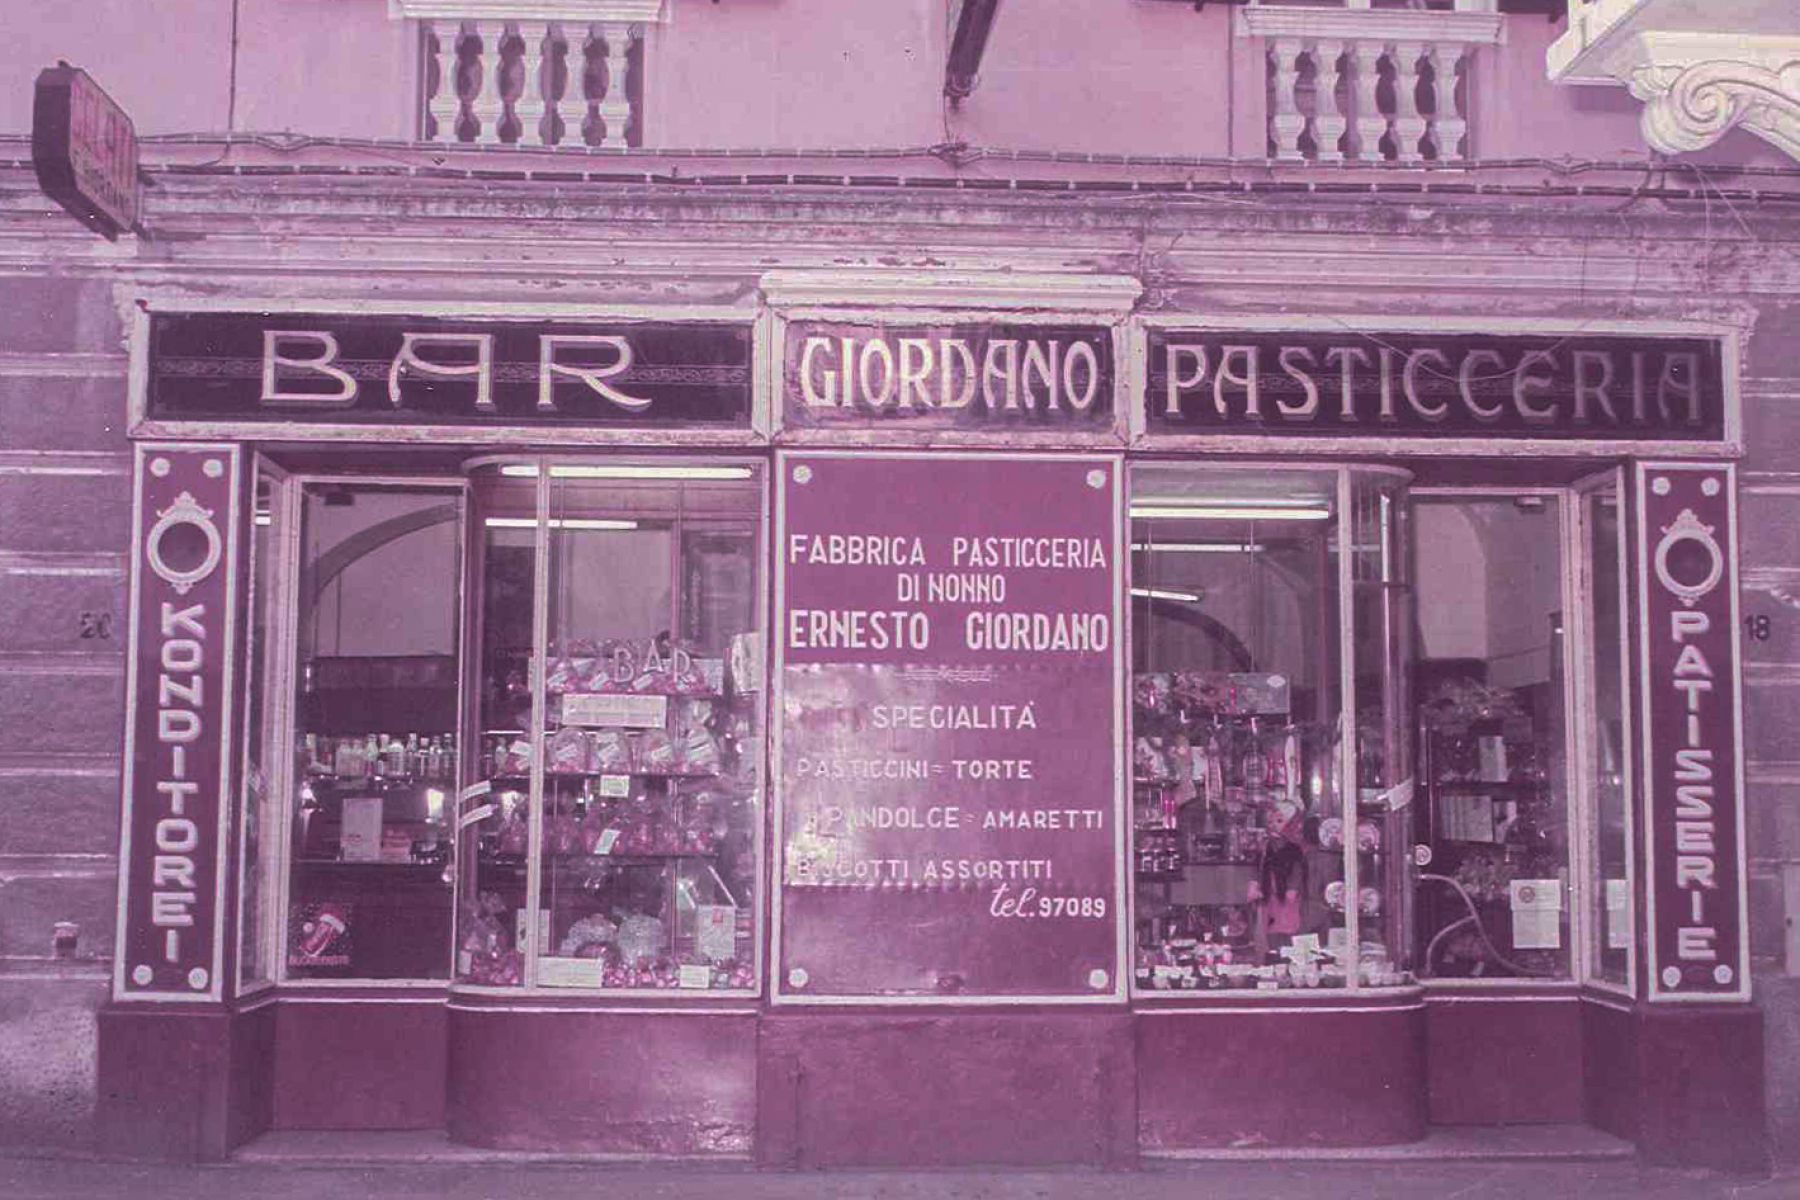 BAR
GIORDANO
PASTICCERIA
KONDITOREI
20
BAR
FABBRICA PASTICCERIA
DI NONNO
ERNESTO GIORDANO
SPECIALITÀ
PASTICCINI = TORTE
PANDOLCE = AMARETTI
BISCOTTI ASSORTITI
tel. 97089
PATISSERIE
18